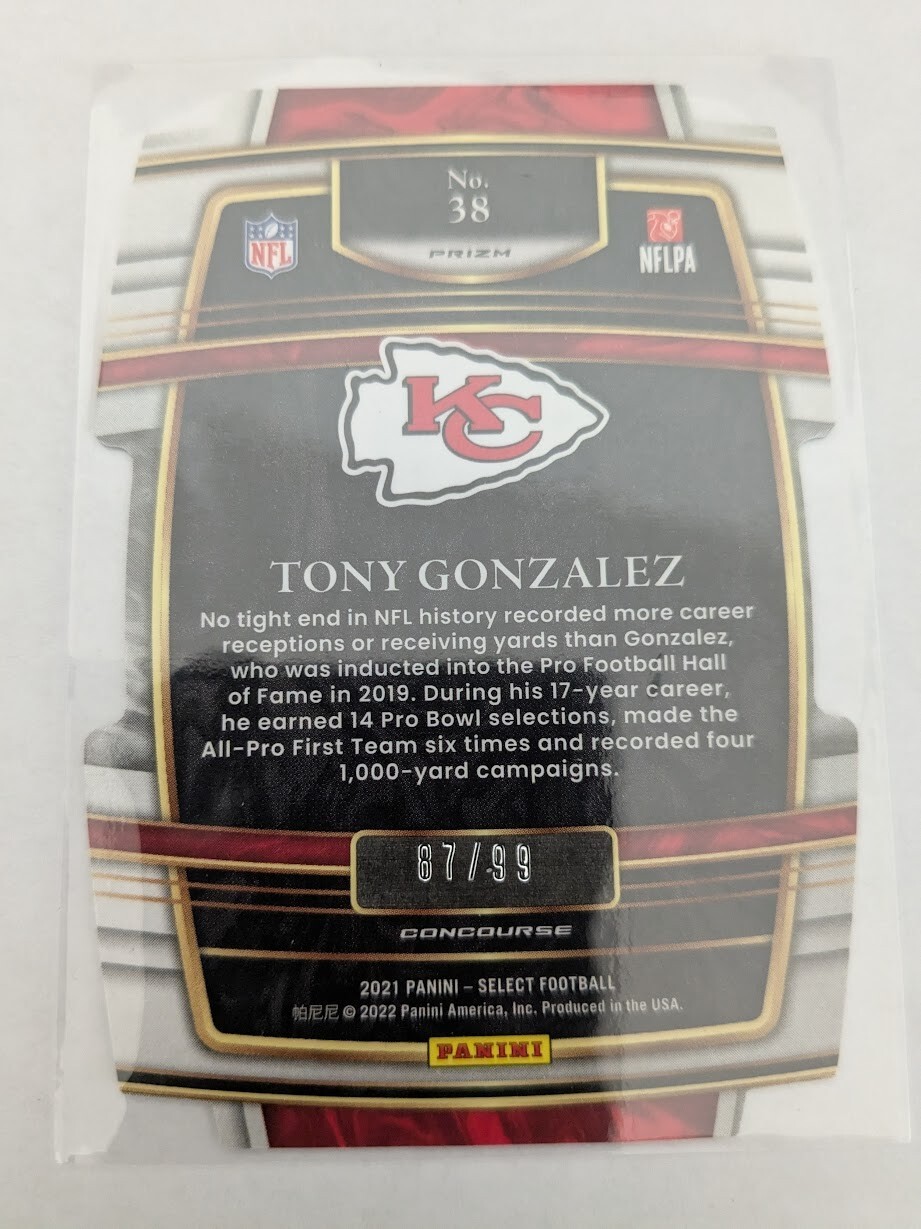 No.
38
PRIZM
NFL
NFLPA
KC
TONY GONZALEZ
No tight end in NFL history recorded more career
receptions or receiving yards than Gonzalez,
who was inducted into the Pro Football Hall
of Fame in 2019. During his 17-year career,
he earned 14 Pro Bowl selections, made the
All-Pro First Team six times and recorded four
1,000-yard campaigns.
87/99
CONCOURSE
2021 PANINI – SELECT FOOTBALL
帕尼尼 © 2022 Panini America, Inc. Produced in the USA.
PANINI